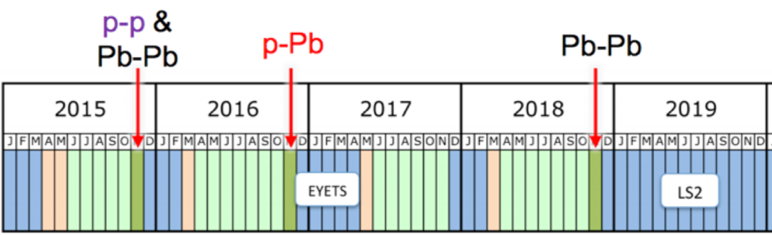 p-p &
Pb-Pb
p-Pb
Pb-Pb
2015 2016 2017 2018 2019
J F M A M J J A S O D J F M A M J J A S O D J F M A M J J A S O N D J F M A M J J A S O D J F M A M J J A S O N D
EYETS
LS2